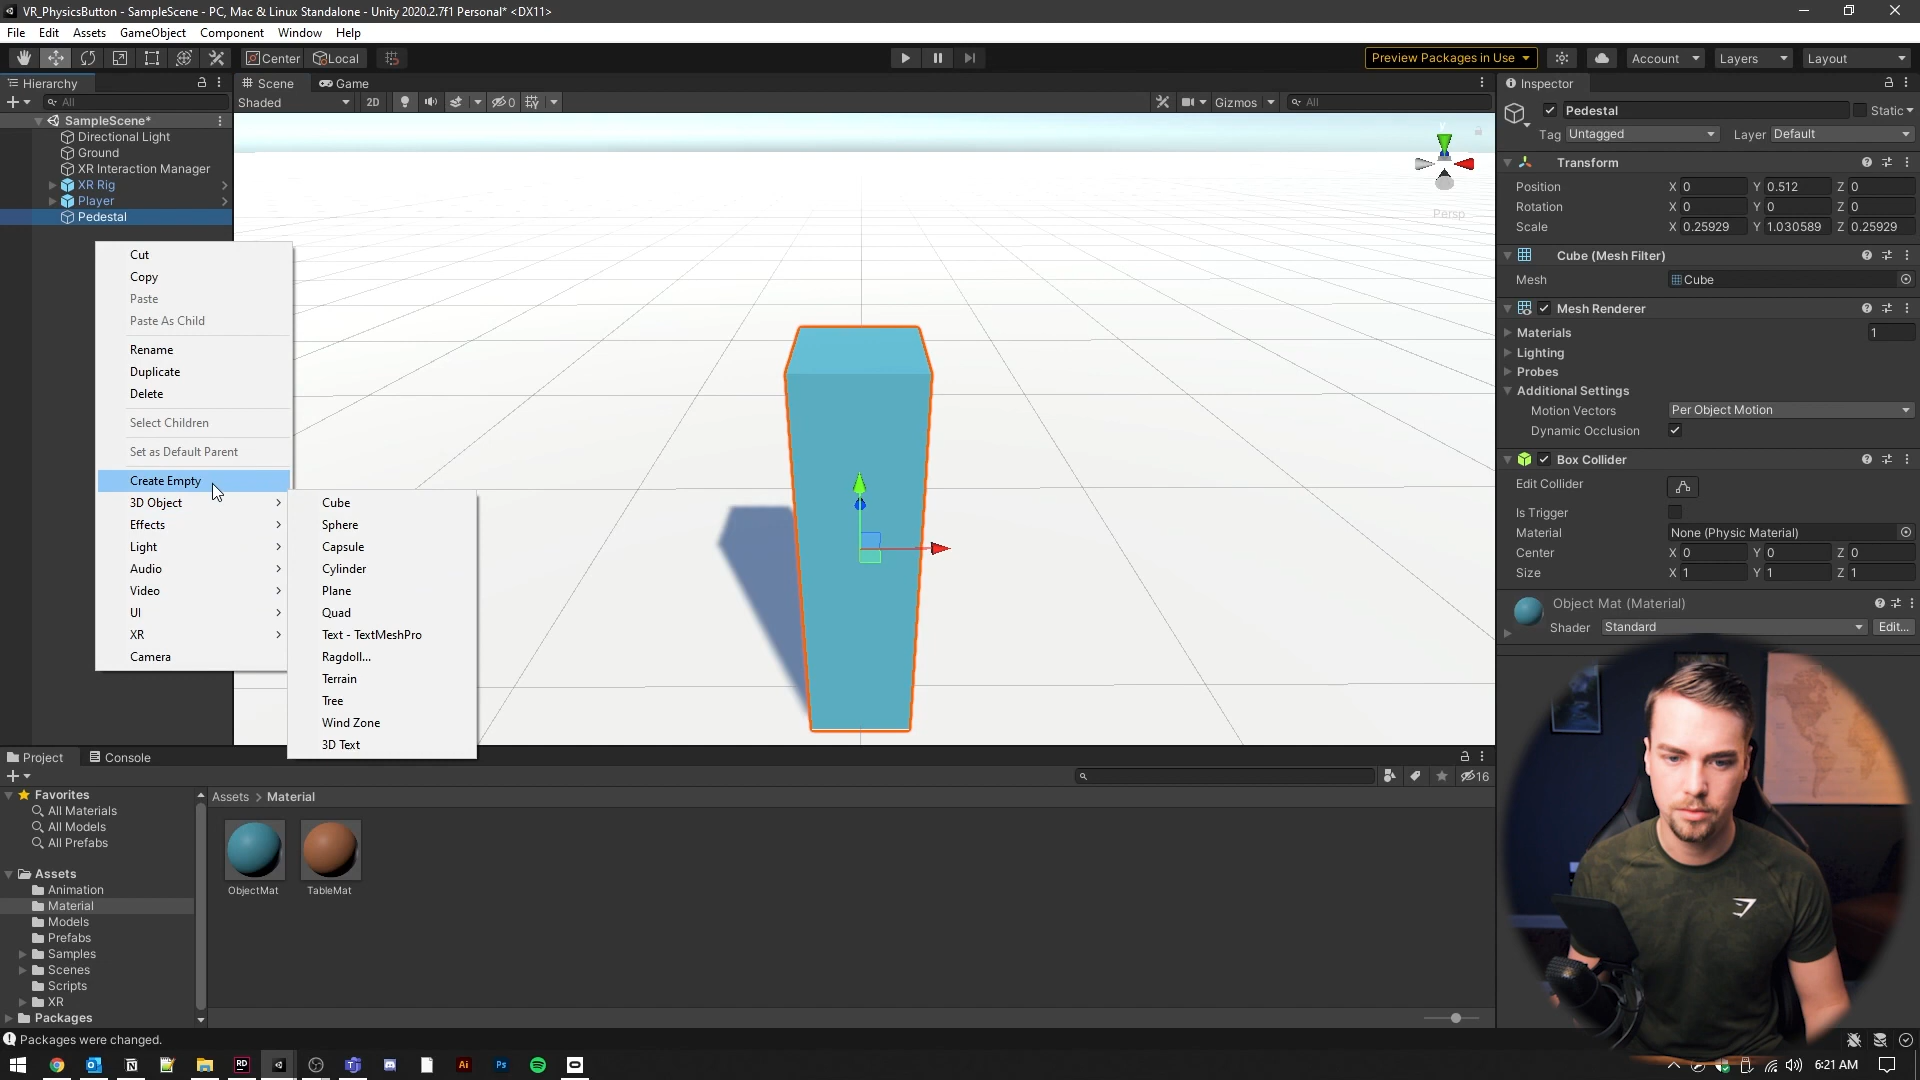 VR_PhysicsButton - SampleScene - PC, Mac & Linux Standalone - Unity 2020.2.7f1 Personal* <DX11>
File Edit Assets GameObject Component Window Help
Center Local Preview Packages in Use Account Layers Layout
Hierarchy
All
SampleScene*
Directional Light
Ground
XR Interaction Manager
XR Rig
Player
Pedestal
Cut
Copy
Paste
Paste As Child
Rename
Duplicate
Delete
Select Children
Set as Default Parent
Create Empty
3D Object
Effects
Light
Audio
Video
UI
XR
Camera
Cube
Sphere
Capsule
Cylinder
Plane
Quad
Text - TextMeshPro
Ragdoll...
Terrain
Tree
Wind Zone
3D Text
Scene Game
Shaded 2D 0 Gizmos All
y
Persp
Inspector
Pedestal Static
Tag Untagged Layer Default
Transform
Position X 0 Y 0.512 Z 0
Rotation X 0 Y 0 Z 0
Scale X 0.25929 Y 1.030589 Z 0.25929
Cube (Mesh Filter)
Mesh Cube
Mesh Renderer
Materials 1
Lighting
Probes
Additional Settings
Motion Vectors Per Object Motion
Dynamic Occlusion
Box Collider
Edit Collider
Is Trigger
Material None (Physic Material)
Center X 0 Y 0 Z 0
Size X 1 Y 1 Z 1
Object Mat (Material)
Shader Standard Edit...
Project Console
16
Favorites
All Materials
All Models
All Prefabs
Assets
Animation
Material
Models
Prefabs
Samples
Scenes
Scripts
XR
Packages
Assets > Material
ObjectMat TableMat
Packages were changed.
RD Ai Ps 6:21 AM